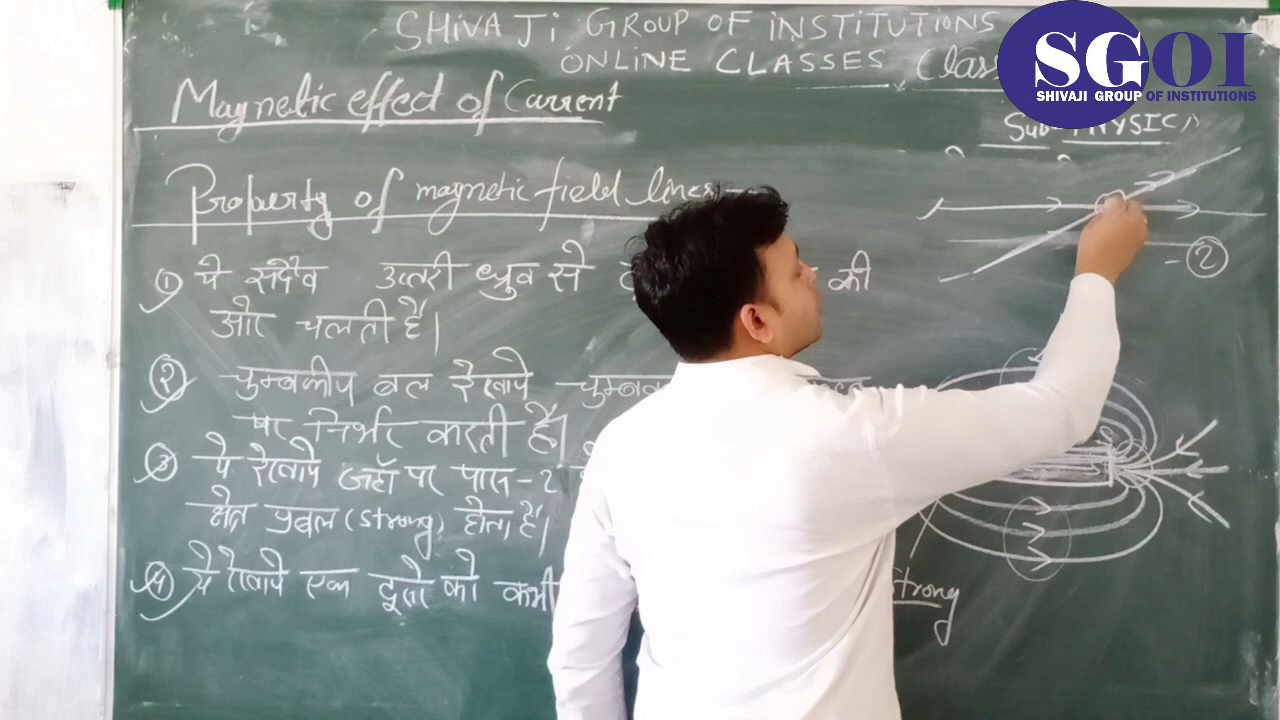 SHIVAJI GROUP OF INSTITUTIONS
ONLINE CLASSES Class
SGOI
SHIVAJI GROUP OF INSTITUTIONS
Magnetic effect of Current
Sub- PHYSICS
Property of magnetic field lines -
① ये सदैव उत्तरी ध्रुव से की
ओर चलती है।
② चुम्बकीय बल रेखाये चुम्बक
पर निर्भर करती है।
③ ये रेखाये जहाँ पर पास-२
क्षेत्र प्रबल (strong) होता है।
④ ये रेखाये एक दूसरे को कभी
strong
- ②